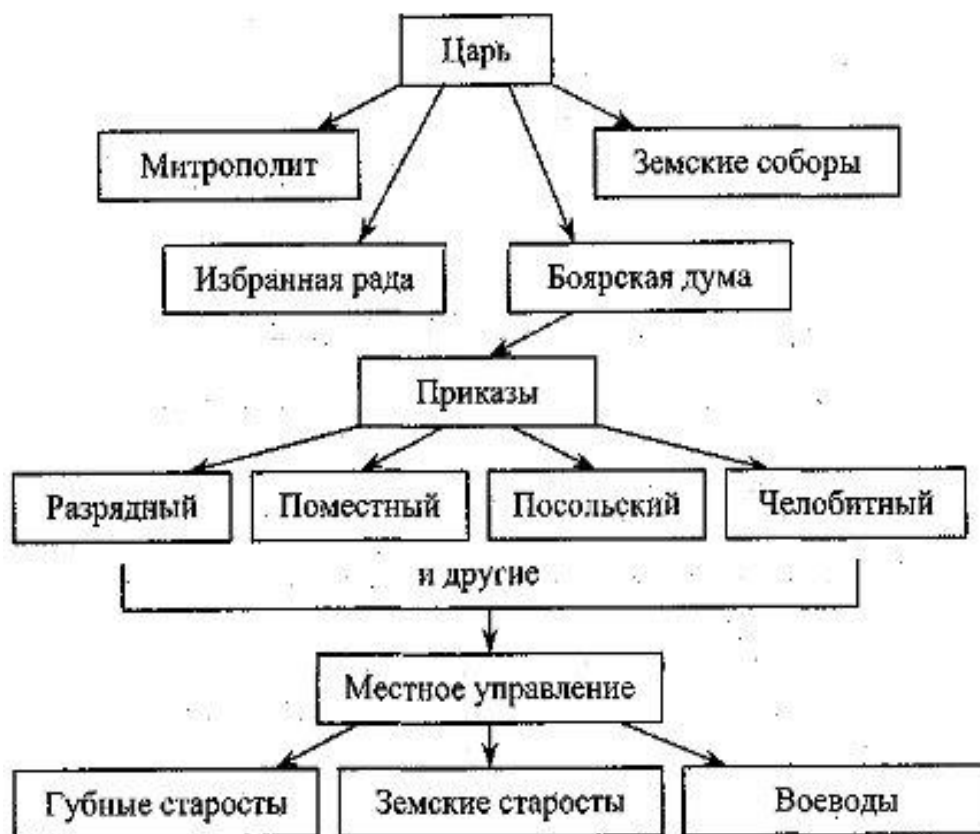 Царь
Митрополит
Земские соборы
Избранная рада
Боярская дума
Приказы
Разрядный
Поместный
Посольский
Челобитный
и другие
Местное управление
Губные старосты
Земские старосты
Воеводы